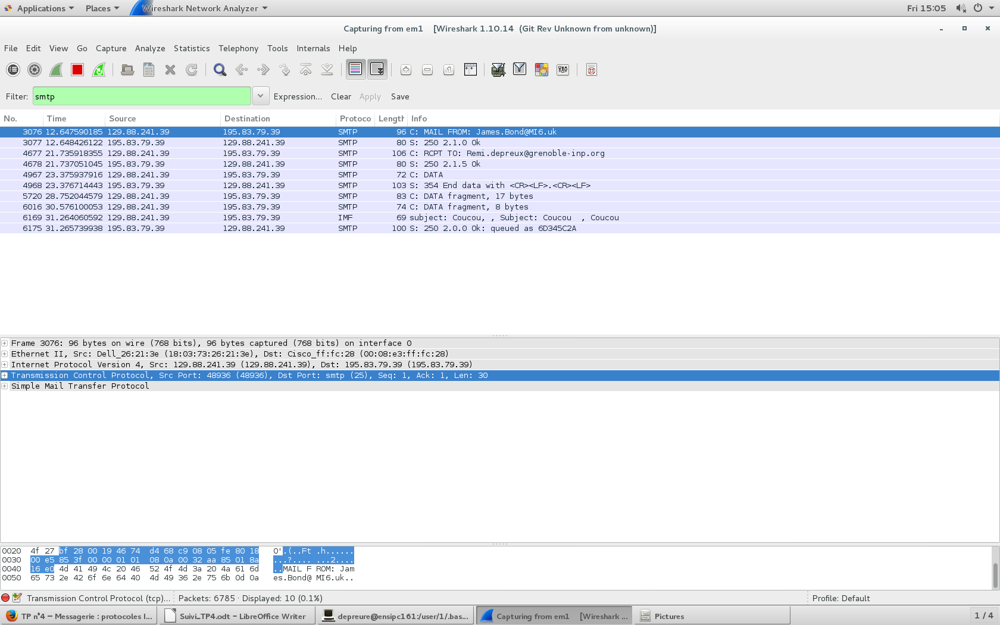 Applications Places Wireshark Network Analyzer Fri 15:05
Capturing from em1 [Wireshark 1.10.14 (Git Rev Unknown from unknown)]
File Edit View Go Capture Analyze Statistics Telephony Tools Internals Help
Filter: smtp Expression... Clear Apply Save
No. Time Source Destination Protoco Length Info
3076 12.647590185 129.88.241.39 195.83.79.39 SMTP 96 C: MAIL FROM: James.Bond@MI6.uk
3077 12.648426122 195.83.79.39 129.88.241.39 SMTP 80 S: 250 2.1.0 Ok
4677 21.735918355 129.88.241.39 195.83.79.39 SMTP 106 C: RCPT TO: Remi.depreux@grenoble-inp.org
4678 21.737051045 195.83.79.39 129.88.241.39 SMTP 80 S: 250 2.1.5 Ok
4967 23.375937916 129.88.241.39 195.83.79.39 SMTP 72 C: DATA
4968 23.376714443 195.83.79.39 129.88.241.39 SMTP 103 S: 354 End data with <CR><LF>.<CR><LF>
5720 28.752044579 129.88.241.39 195.83.79.39 SMTP 83 C: DATA fragment, 17 bytes
6016 30.576100053 129.88.241.39 195.83.79.39 SMTP 74 C: DATA fragment, 8 bytes
6169 31.264060592 129.88.241.39 195.83.79.39 IMF 69 subject: Coucou, , Subject: Coucou , Coucou
6175 31.265739938 195.83.79.39 129.88.241.39 SMTP 100 S: 250 2.0.0 Ok: queued as 6D345C2A
Frame 3076: 96 bytes on wire (768 bits), 96 bytes captured (768 bits) on interface 0
Ethernet II, Src: Dell_26:21:3e (18:03:73:26:21:3e), Dst: Cisco_ff:fc:28 (00:08:e3:ff:fc:28)
Internet Protocol Version 4, Src: 129.88.241.39 (129.88.241.39), Dst: 195.83.79.39 (195.83.79.39)
Transmission Control Protocol, Src Port: 48936 (48936), Dst Port: smtp (25), Seq: 1, Ack: 1, Len: 30
Simple Mail Transfer Protocol
0020 4f 27 bf 28 00 19 46 74 d4 68 c9 08 05 fe 80 18 O'.(..Ft .h......
0030 00 e5 85 3f 00 00 01 01 08 0a 00 32 aa 85 01 8a ...?.... ...2....
0040 16 e0 4d 41 49 4c 20 46 52 4f 4d 3a 20 4a 61 6d ..MAIL F ROM: Jam
0050 65 73 2e 42 6f 6e 64 40 4d 49 36 2e 75 6b 0d 0a es.Bond@ MI6.uk..
Transmission Control Protocol (tcp)... Packets: 6785 · Displayed: 10 (0.1%) Profile: Default
TP n°4 – Messagerie : protocoles I... Suivi_TP4.odt – LibreOffice Writer depreure@ensipc161:/user/1/.bas... Capturing from em1 [Wireshark ... Pictures 1 / 4